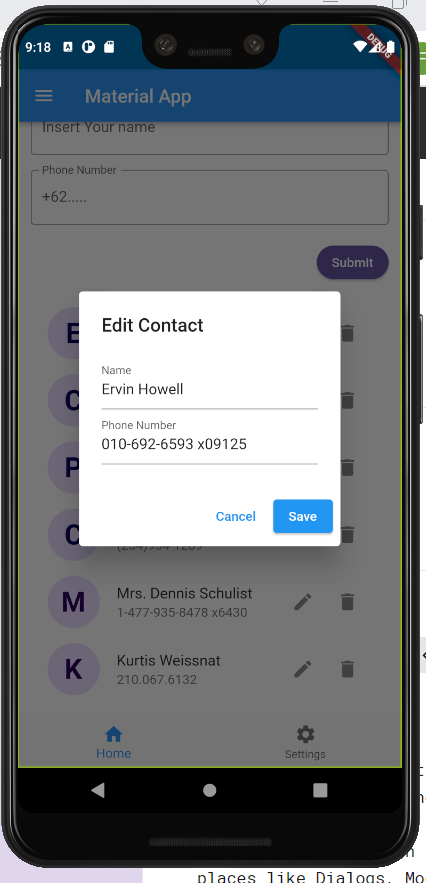 9:18
DEBUG
Material App
Insert Your name
Phone Number
+62.....
Submit
Edit Contact
E
Name
Ervin Howell
C
Phone Number
010-692-6593 x09125
P
Cancel
Save
C
M
Mrs. Dennis Schulist
1-477-935-8478 x6430
K
Kurtis Weissnat
210.067.6132
Home
Settings
places like Dialogs, Mo